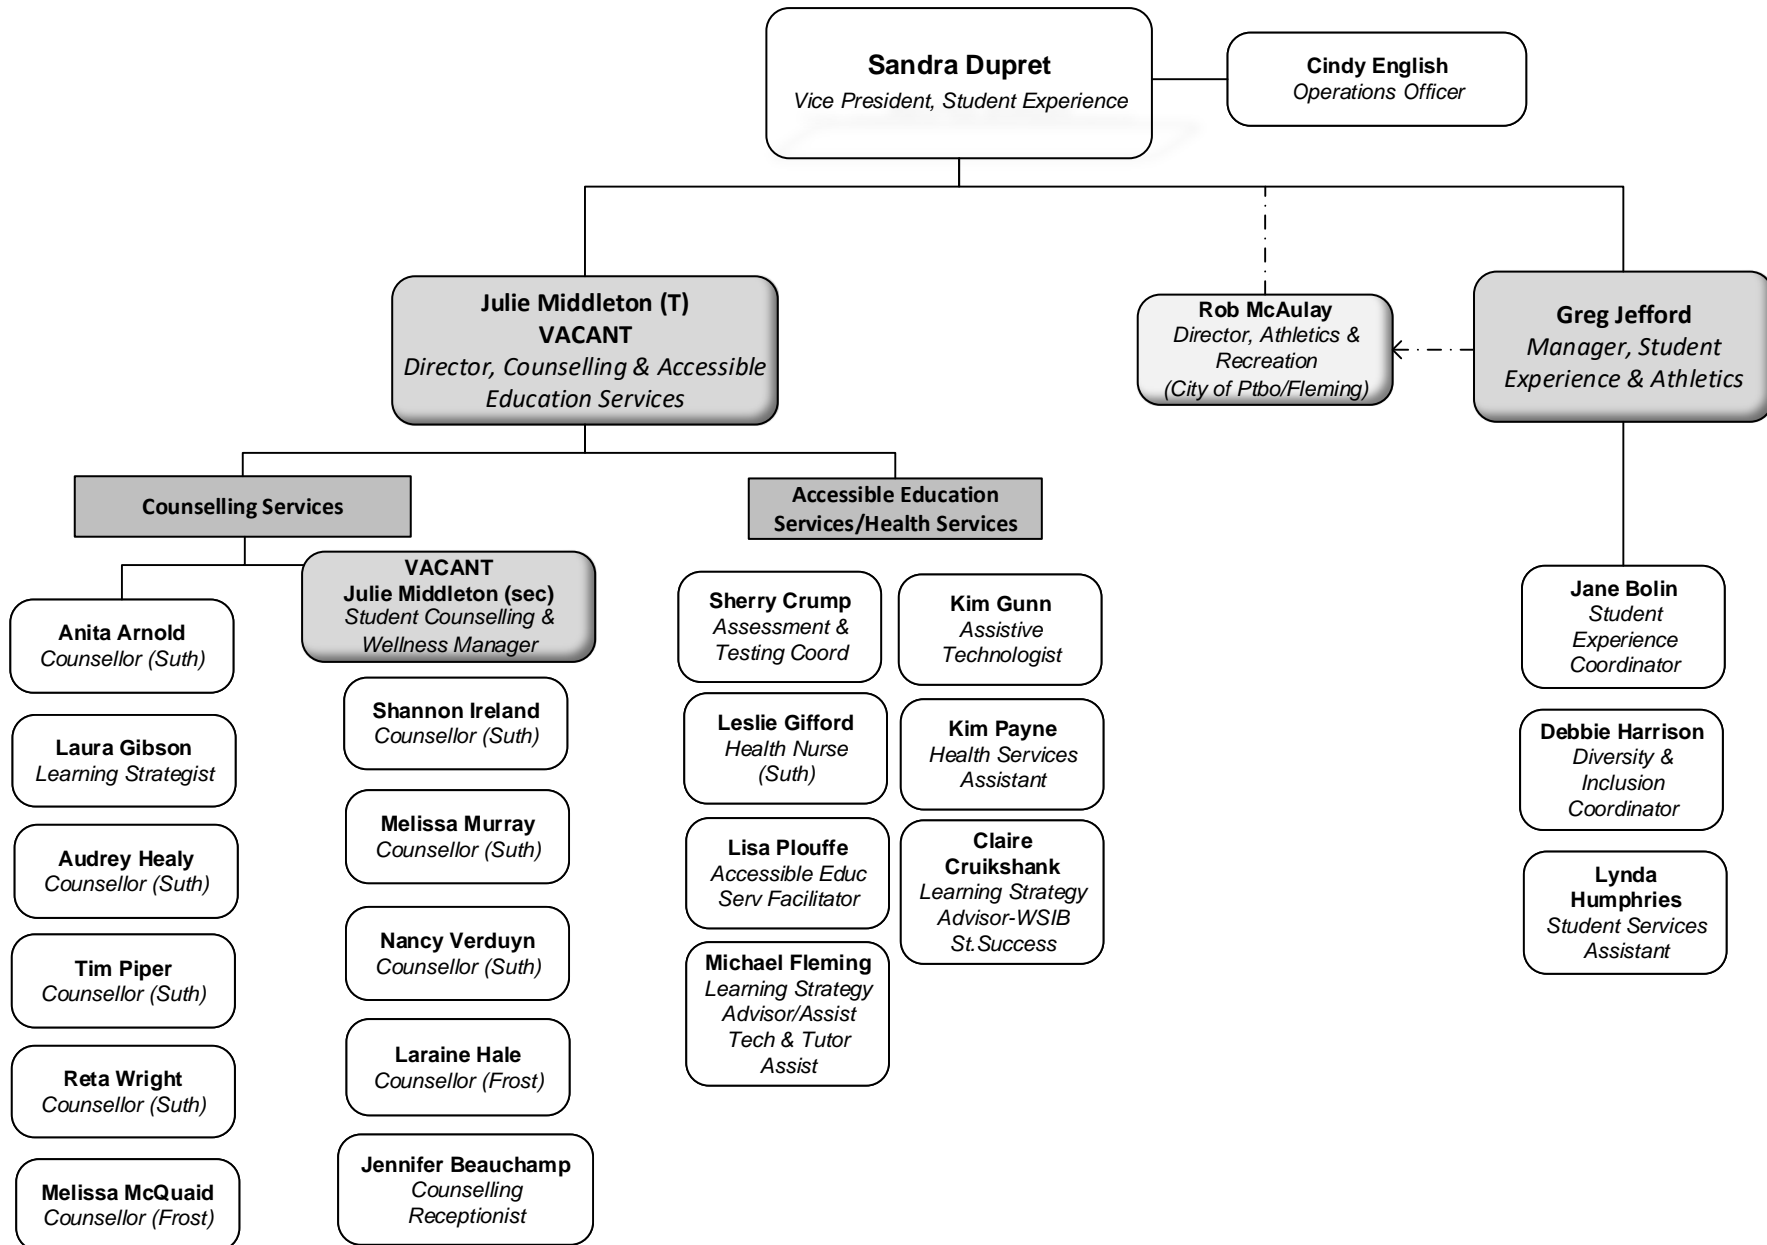 Sandra Dupret
Vice President, Student Experience
Cindy English
Operations Officer
Julie Middleton (T)
VACANT
Director, Counselling & Accessible
Education Services
Rob McAulay
Director, Athletics &
Recreation
(City of Ptbo/Fleming)
Greg Jefford
Manager, Student
Experience & Athletics
Counselling Services
Accessible Education
Services/Health Services
Anita Arnold
Counsellor (Suth)
Laura Gibson
Learning Strategist
Audrey Healy
Counsellor (Suth)
Tim Piper
Counsellor (Suth)
Reta Wright
Counsellor (Suth)
Melissa McQuaid
Counsellor (Frost)
VACANT
Julie Middleton (sec)
Student Counselling &
Wellness Manager
Shannon Ireland
Counsellor (Suth)
Melissa Murray
Counsellor (Suth)
Nancy Verduyn
Counsellor (Suth)
Laraine Hale
Counsellor (Frost)
Jennifer Beauchamp
Counselling
Receptionist
Sherry Crump
Assessment &
Testing Coord
Leslie Gifford
Health Nurse
(Suth)
Lisa Plouffe
Accessible Educ
Serv Facilitator
Michael Fleming
Learning Strategy
Advisor/Assist
Tech & Tutor
Assist
Kim Gunn
Assistive
Technologist
Kim Payne
Health Services
Assistant
Claire
Cruikshank
Learning Strategy
Advisor-WSIB
St.Success
Jane Bolin
Student
Experience
Coordinator
Debbie Harrison
Diversity &
Inclusion
Coordinator
Lynda
Humphries
Student Services
Assistant